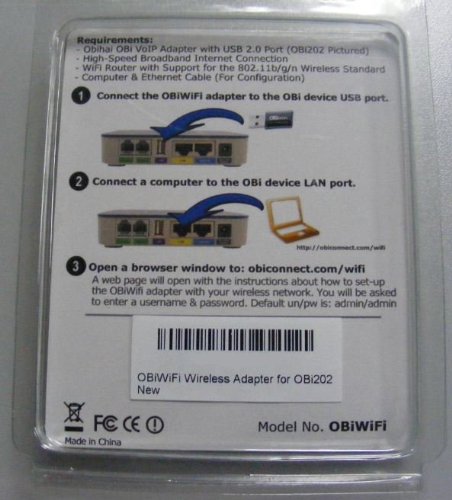 Requirements:
- Obihai OBi VoIP Adapter with USB 2.0 Port (OBi202 Pictured)
- High-Speed Broadband Internet Connection
- WiFi Router with Support for the 802.11b/g/n Wireless Standard
- Computer & Ethernet Cable (For Configuration)
1 Connect the OBiWiFi adapter to the OBi device USB port.
2 Connect a computer to the OBi device LAN port.
http://obiconnect.com/wifi
3 Open a browser window to: obiconnect.com/wifi
A web page will open with the instructions about how to set-up
the OBiWifi adapter with your wireless network. You will be asked
to enter a username & password. Default un/pw is: admin/admin
OBiWiFi Wireless Adapter for OBi202
New
FC CE
Made in China
Model No. OBiWiFi